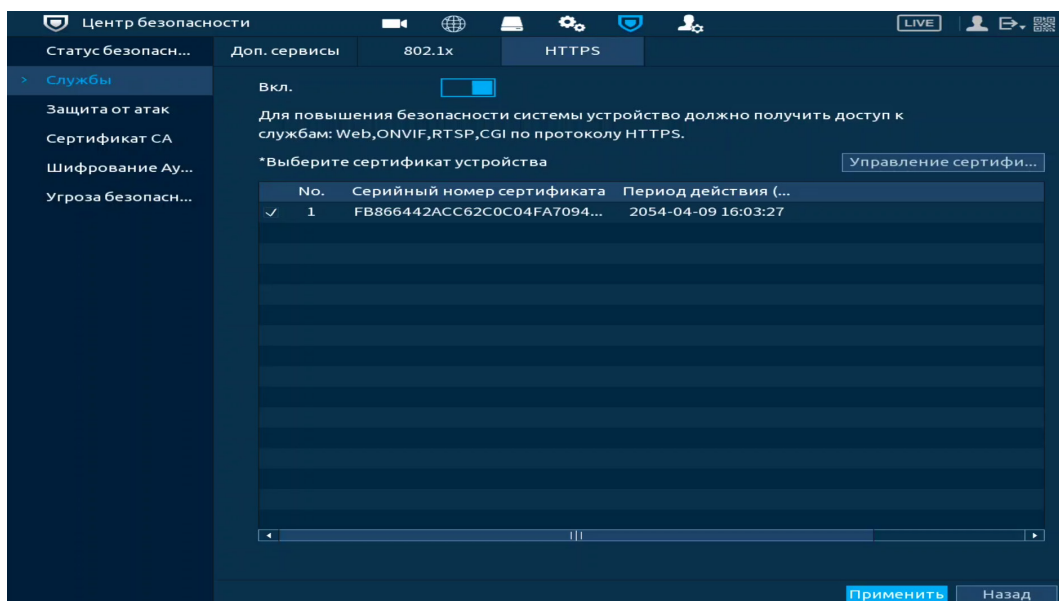 Центр безопасности
LIVE
Статус безопасн...
Доп. сервисы
802.1x
HTTPS
Службы
Вкл.
Защита от атак
Для повышения безопасности системы устройство должно получить доступ к
службам: Web,ONVIF,RTSP,CGI по протоколу HTTPS.
Сертификат CA
*Выберите сертификат устройства
Управление сертифи...
Шифрование Ау...
Угроза безопасн...
No. Серийный номер сертификата Период действия (...
1 FB866442ACC62C0C04FA7094... 2054-04-09 16:03:27
Применить
Назад